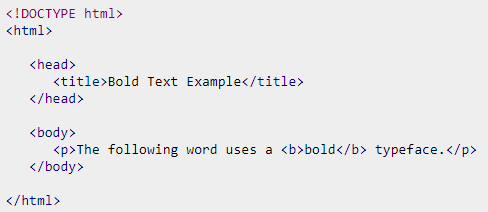 <!DOCTYPE html>
<html>
<head>
<title>Bold Text Example</title>
</head>
<body>
<p>The following word uses a <b>bold</b> typeface.</p>
</body>
</html>